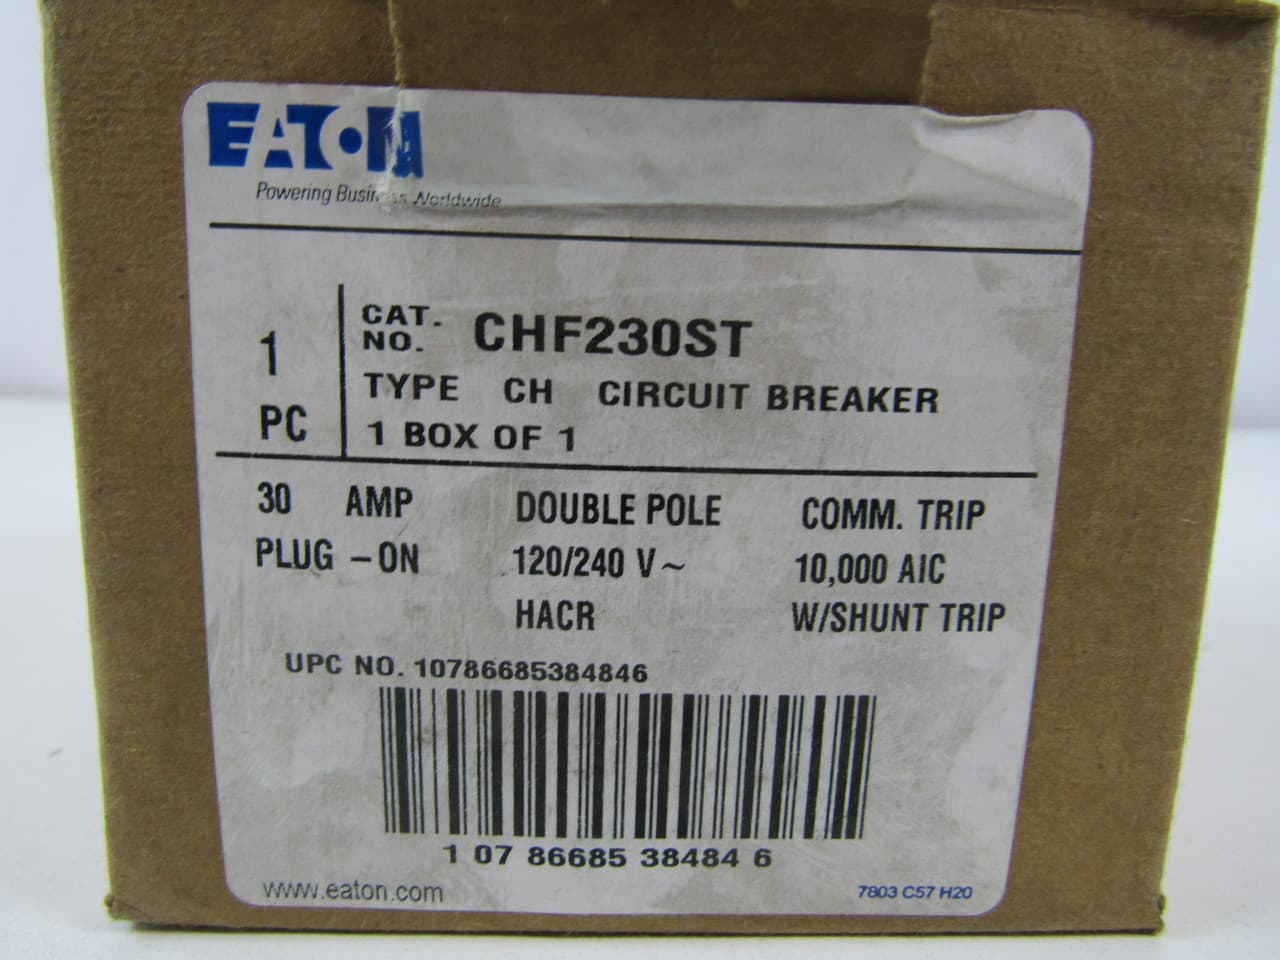 EATON
Powering Business Worldwide
1 PC
CAT. NO. CHF230ST
TYPE CH CIRCUIT BREAKER
1 BOX OF 1
30 AMP DOUBLE POLE COMM. TRIP
PLUG -ON 120/240 V~ 10,000 AIC
HACR W/SHUNT TRIP
UPC NO. 10786685384846
1 07 86685 38484 6
www.eaton.com 7803 C57 H20